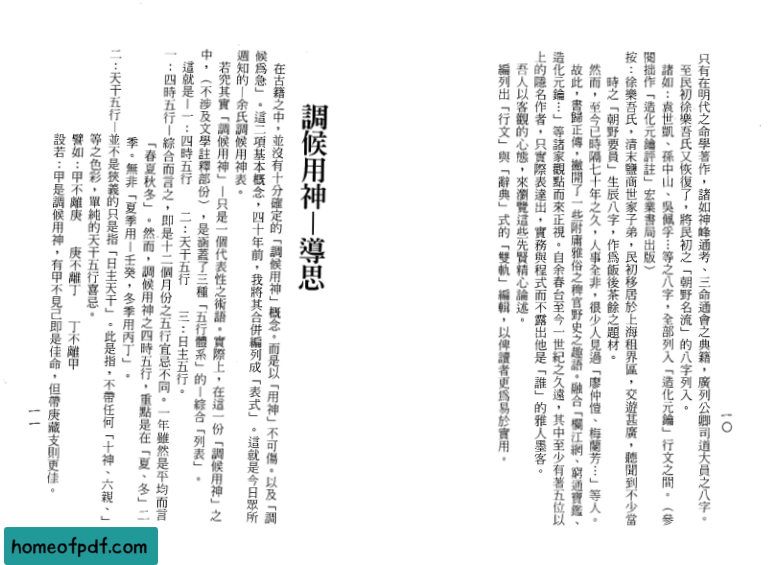 只有在明代之命學著作，諸如神峰通考、三命通會之典籍，廣列公卿司道大員之八字。
至民初徐樂吾氏又恢復了，將民初之「朝野名流」的八字列入。
諸如：袁世凱、孫中山、吳佩孚…等之八字，全部列入「造化元鑰」行文之間。（參
閱拙作「造化元鑰評註」宏業書局出版）
按：徐樂吾氏，清末鹽商世家子弟，民初移居於上海租界區，交遊甚廣，聽聞到不少當
時之「朝野要員」生辰八字，作為飯後茶餘之題材。
然而，至今已時隔七十年之久，人事全非，很少人見過「廖仲愷、梅蘭芳…」等人。
故此，書歸正傳，撇開了一些附庸雅俗之稗官野史之趣語。融合「欄江網、窮通寶鑑、
造化元鑰…」等諸家觀點而來正視。自余春台至今一世紀之久遠，其中至少有著五位以
上的隱名作者，只實際表達出，實務與程式而不露出他是「誰」的雅人墨客。
吾人以客觀的心態，來瀏覽這些先賢精心論述。
編列出「行文」與「辭典」式的「雙軌」編輯，以俾讀者更為易於實用。
一〇
調候用神—導思
在古籍之中，並沒有十分確定的「調候用神」概念。而是以「用神」不可傷。以及「調
候為急」。這二項基本概念，四十年前，我將其合併編列成「表式」。這就是今日眾所
週知的—余氏調候用神表。
若究其實「調候用神」—只是一個代表性之術語。實際上，在這一份「調候用神」之
中，（不涉及文學註釋部份），是涵蓋了三種「五行體系」的—綜合「列表」。
這就是—一：四時五行　二：天干五行　三：日主五行。
一：四時五行—綜合而言之，即是十二個月份之五行宜忌不同。一年雖然是平均而言
「春夏秋冬」。然而，調候用神之四時五行，重點是在「夏、冬」二
季。無非「夏季用—壬癸，冬季用丙丁」。
二：天干五行—並不是狹義的只是指「日主天干」。此是指，不帶任何「十神、六親、」
等之色彩，單純的天干五行喜忌。
譬如：甲不離庚　庚不離丁　丁不離甲
設若：甲是調候用神，有甲不見己即是佳命，但帶庚藏支則更佳。
一一
homeofpdf.com